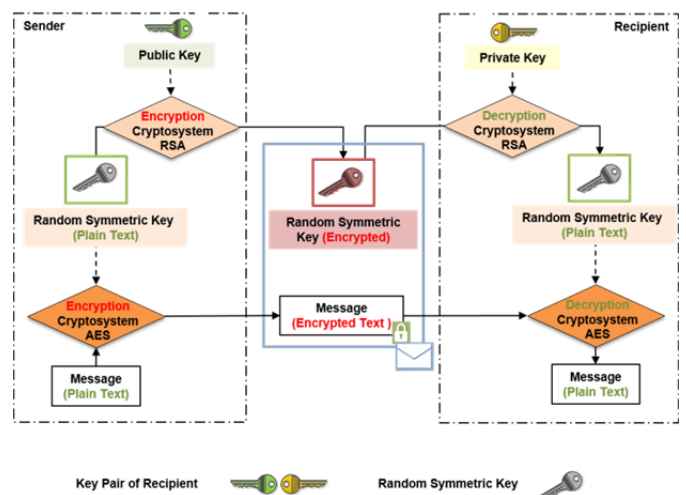 Sender
Recipient
Public Key
Private Key
Encryption
Cryptosystem
RSA
Decryption
Cryptosystem
RSA
Random Symmetric Key
(Plain Text)
Random Symmetric
Key (Encrypted)
Random Symmetric Key
(Plain Text)
Encryption
Cryptosystem
AES
Message
(Encrypted Text )
Decryption
Cryptosystem
AES
Message
(Plain Text)
Message
(Plain Text)
Key Pair of Recipient
Random Symmetric Key